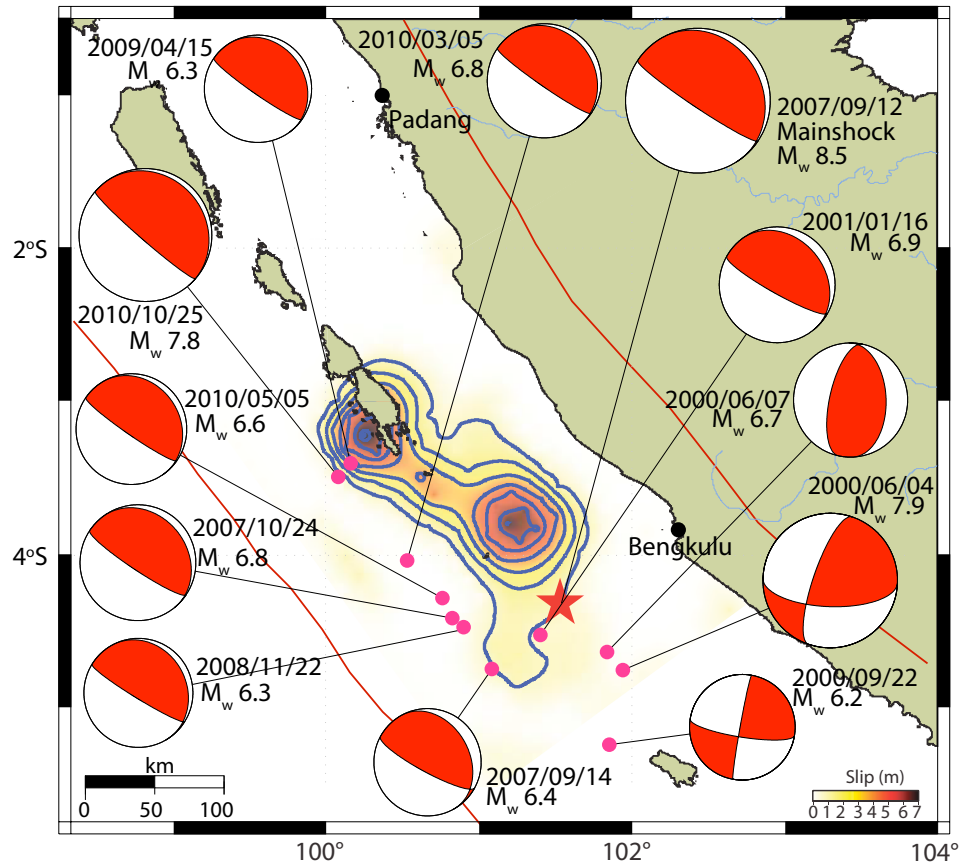 2009/04/15
Mw 6.3
2010/03/05
Mw 6.8
2007/09/12
Mainshock
Mw 8.5
Padang
2001/01/16
Mw 6.9
2°S
2010/10/25
Mw 7.8
2010/05/05
Mw 6.6
2000/06/07
Mw 6.7
2000/06/04
Mw 7.9
2007/10/24
Mw 6.8
4°S
Bengkulu
2008/11/22
Mw 6.3
2000/09/22
Mw 6.2
2007/09/14
Mw 6.4
km
0 50 100
Slip (m)
0 1 2 3 4 5 6 7
100° 102° 104°